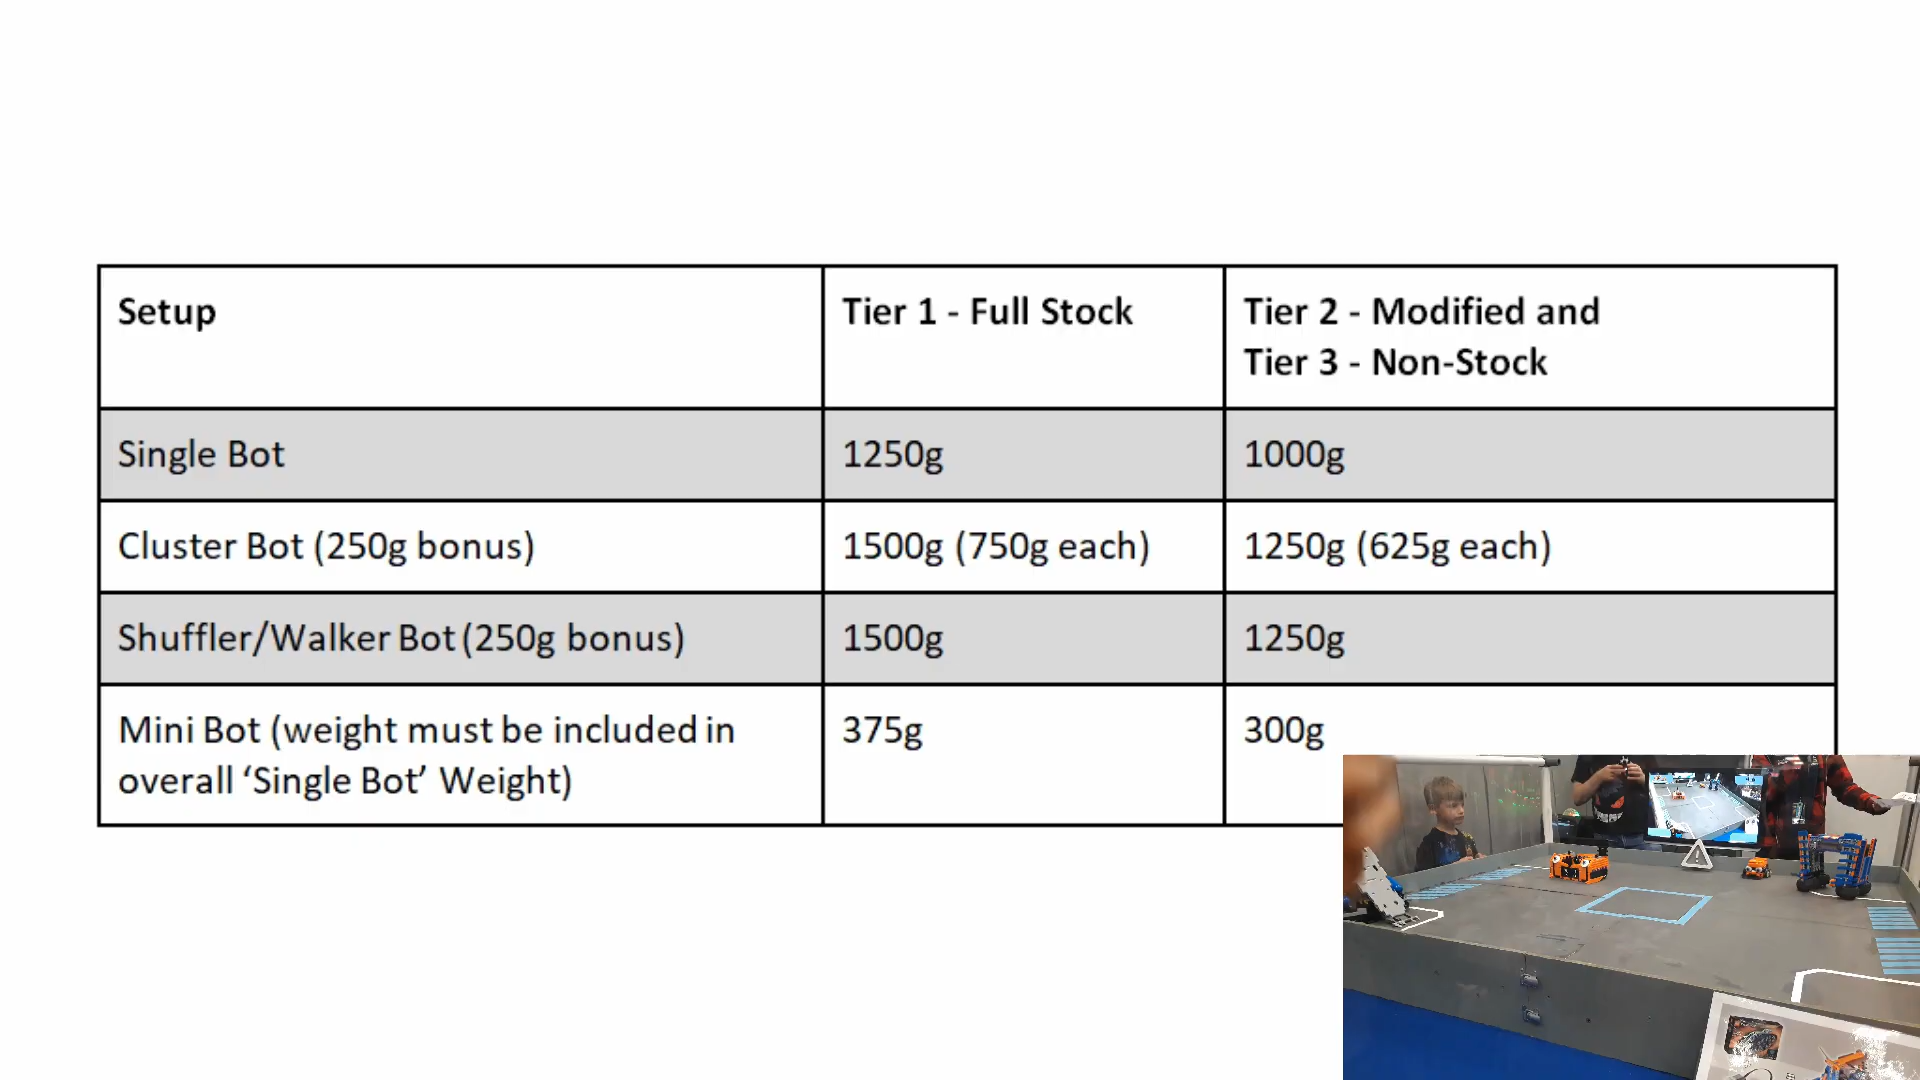 Setup
Tier 1 - Full Stock
Tier 2 - Modified and
Tier 3 - Non-Stock
Single Bot
1250g
1000g
Cluster Bot (250g bonus)
1500g (750g each)
1250g (625g each)
Shuffler/Walker Bot (250g bonus)
1500g
1250g
Mini Bot (weight must be included in
overall ‘Single Bot’ Weight)
375g
300g